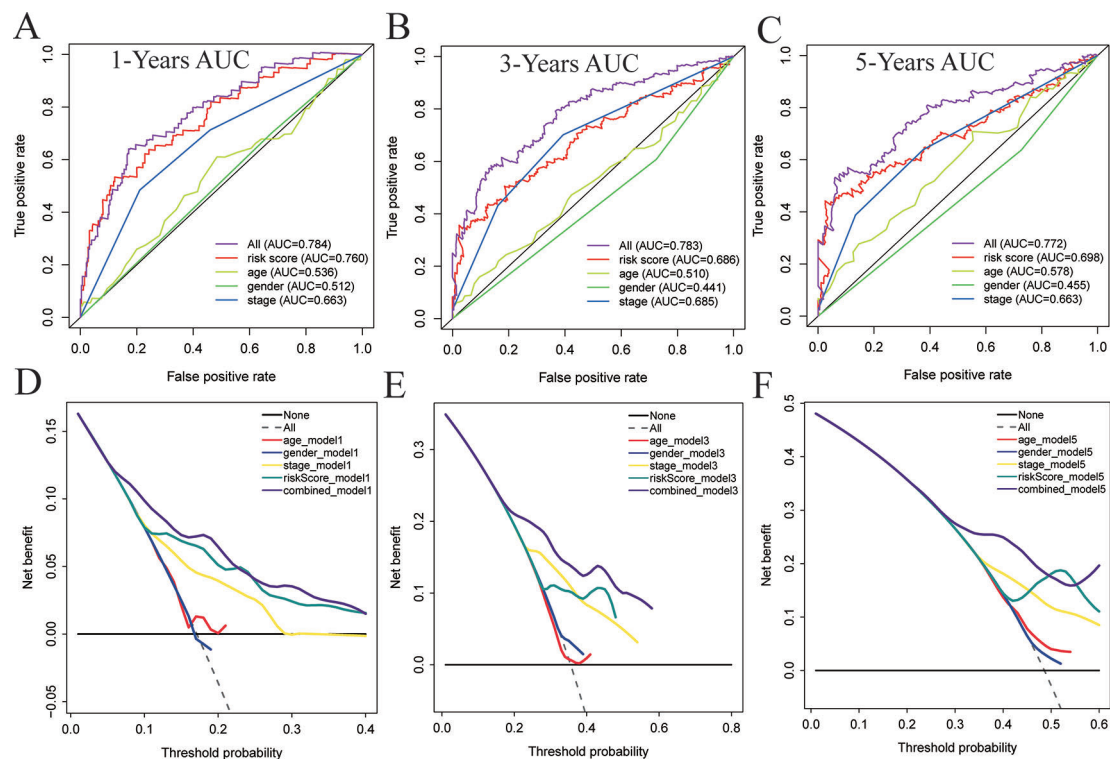 A
1-Years AUC
True positive rate
1.0
0.8
0.6
0.4
0.2
0.0
All (AUC=0.784)
risk score (AUC=0.760)
age (AUC=0.536)
gender (AUC=0.512)
stage (AUC=0.663)
0.0 0.2 0.4 0.6 0.8 1.0
False positive rate
B
3-Years AUC
True positive rate
1.0
0.8
0.6
0.4
0.2
0.0
All (AUC=0.783)
risk score (AUC=0.686)
age (AUC=0.510)
gender (AUC=0.441)
stage (AUC=0.685)
0.0 0.2 0.4 0.6 0.8 1.0
False positive rate
C
5-Years AUC
True positive rate
1.0
0.8
0.6
0.4
0.2
0.0
All (AUC=0.772)
risk score (AUC=0.698)
age (AUC=0.578)
gender (AUC=0.455)
stage (AUC=0.663)
0.0 0.2 0.4 0.6 0.8 1.0
False positive rate
D
Net benefit
0.15
0.10
0.05
0.00
−0.05
None
All
age_model1
gender_model1
stage_model1
riskScore_model1
combined_model1
0.0 0.1 0.2 0.3 0.4
Threshold probability
E
Net benefit
0.3
0.2
0.1
0.0
None
All
age_model3
gender_model3
stage_model3
riskScore_model3
combined_model3
0.0 0.2 0.4 0.6 0.8
Threshold probability
F
Net benefit
0.5
0.4
0.3
0.2
0.1
0.0
None
All
age_model5
gender_model5
stage_model5
riskScore_model5
combined_model5
0.0 0.1 0.2 0.3 0.4 0.5 0.6
Threshold probability